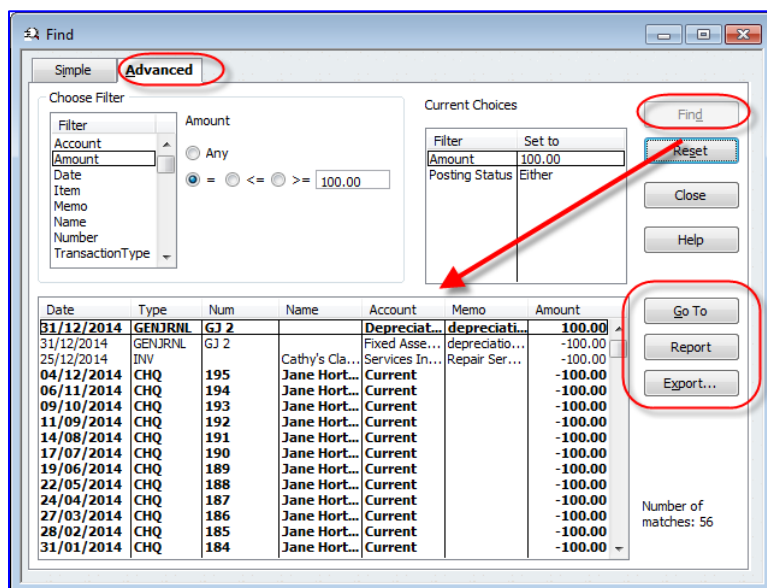 Find
Simple Advanced
Choose Filter
Filter
Account
Amount
Date
Item
Memo
Name
Number
TransactionType
Amount
Any
= <= >= 100.00
Current Choices
Filter Set to
Amount 100.00
Posting Status Either
Find
Reset
Close
Help
Date Type Num Name Account Memo Amount
31/12/2014 GENJRNL GJ 2 Depreciat... depreciati... 100.00
31/12/2014 GENJRNL GJ 2 Fixed Asse... depreciatio... -100.00
25/12/2014 INV Cathy's Cla... Services In... Repair Ser... -100.00
04/12/2014 CHQ 195 Jane Hort... Current -100.00
06/11/2014 CHQ 194 Jane Hort... Current -100.00
09/10/2014 CHQ 193 Jane Hort... Current -100.00
11/09/2014 CHQ 192 Jane Hort... Current -100.00
14/08/2014 CHQ 191 Jane Hort... Current -100.00
17/07/2014 CHQ 190 Jane Hort... Current -100.00
19/06/2014 CHQ 189 Jane Hort... Current -100.00
22/05/2014 CHQ 188 Jane Hort... Current -100.00
24/04/2014 CHQ 187 Jane Hort... Current -100.00
27/03/2014 CHQ 186 Jane Hort... Current -100.00
28/02/2014 CHQ 185 Jane Hort... Current -100.00
31/01/2014 CHQ 184 Jane Hort... Current -100.00
Go To
Report
Export...
Number of
matches: 56